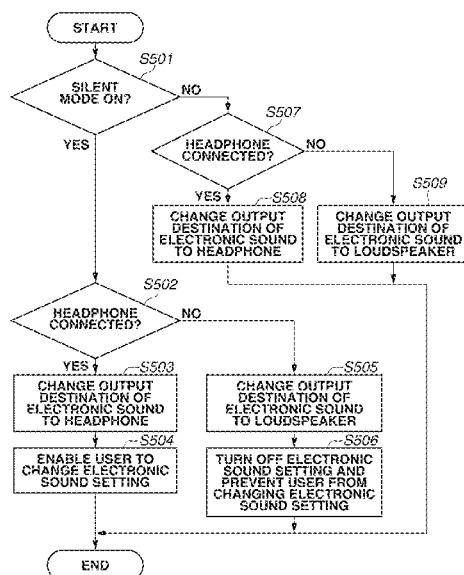 START
S501
SILENT
MODE ON?
NO
YES
S507
HEADPHONE
CONNECTED?
NO
YES
S508
CHANGE OUTPUT
DESTINATION OF
ELECTRONIC SOUND
TO HEADPHONE
S509
CHANGE OUTPUT
DESTINATION OF
ELECTRONIC SOUND
TO LOUDSPEAKER
S502
HEADPHONE
CONNECTED?
NO
YES
S503
CHANGE OUTPUT
DESTINATION OF
ELECTRONIC SOUND
TO HEADPHONE
S505
CHANGE OUTPUT
DESTINATION OF
ELECTRONIC SOUND
TO LOUDSPEAKER
S504
ENABLE USER TO
CHANGE ELECTRONIC
SOUND SETTING
S506
TURN OFF ELECTRONIC
SOUND SETTING AND
PREVENT USER FROM
CHANGING ELECTRONIC
SOUND SETTING
END